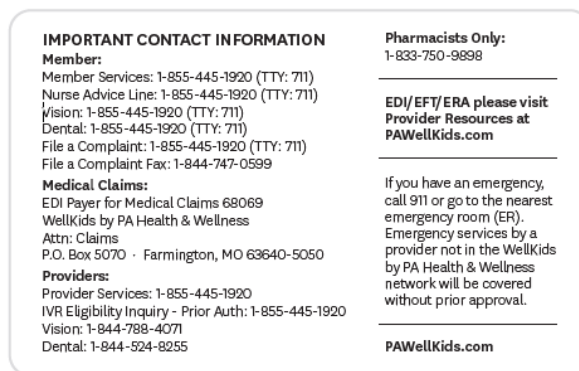 IMPORTANT CONTACT INFORMATION
Member:
Member Services: 1-855-445-1920 (TTY: 711)
Nurse Advice Line: 1-855-445-1920 (TTY: 711)
Vision: 1-855-445-1920 (TTY: 711)
Dental: 1-855-445-1920 (TTY: 711)
File a Complaint: 1-855-445-1920 (TTY: 711)
File a Complaint Fax: 1-844-747-0599
Medical Claims:
EDI Payer for Medical Claims 68069
WellKids by PA Health & Wellness
Attn: Claims
P.O. Box 5070 · Farmington, MO 63640-5050
Providers:
Provider Services: 1-855-445-1920
IVR Eligibility Inquiry - Prior Auth: 1-855-445-1920
Vision: 1-844-788-4071
Dental: 1-844-524-8255
Pharmacists Only:
1-833-750-9898
EDI/EFT/ERA please visit
Provider Resources at
PAWellKids.com
If you have an emergency,
call 911 or go to the nearest
emergency room (ER).
Emergency services by a
provider not in the WellKids
by PA Health & Wellness
network will be covered
without prior approval.
PAWellKids.com